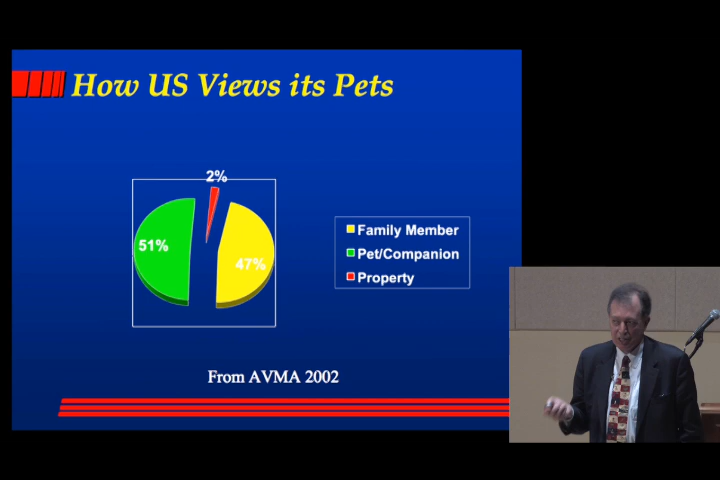 How US Views its Pets
2%
51%
47%
Family Member
Pet/Companion
Property
From AVMA 2002